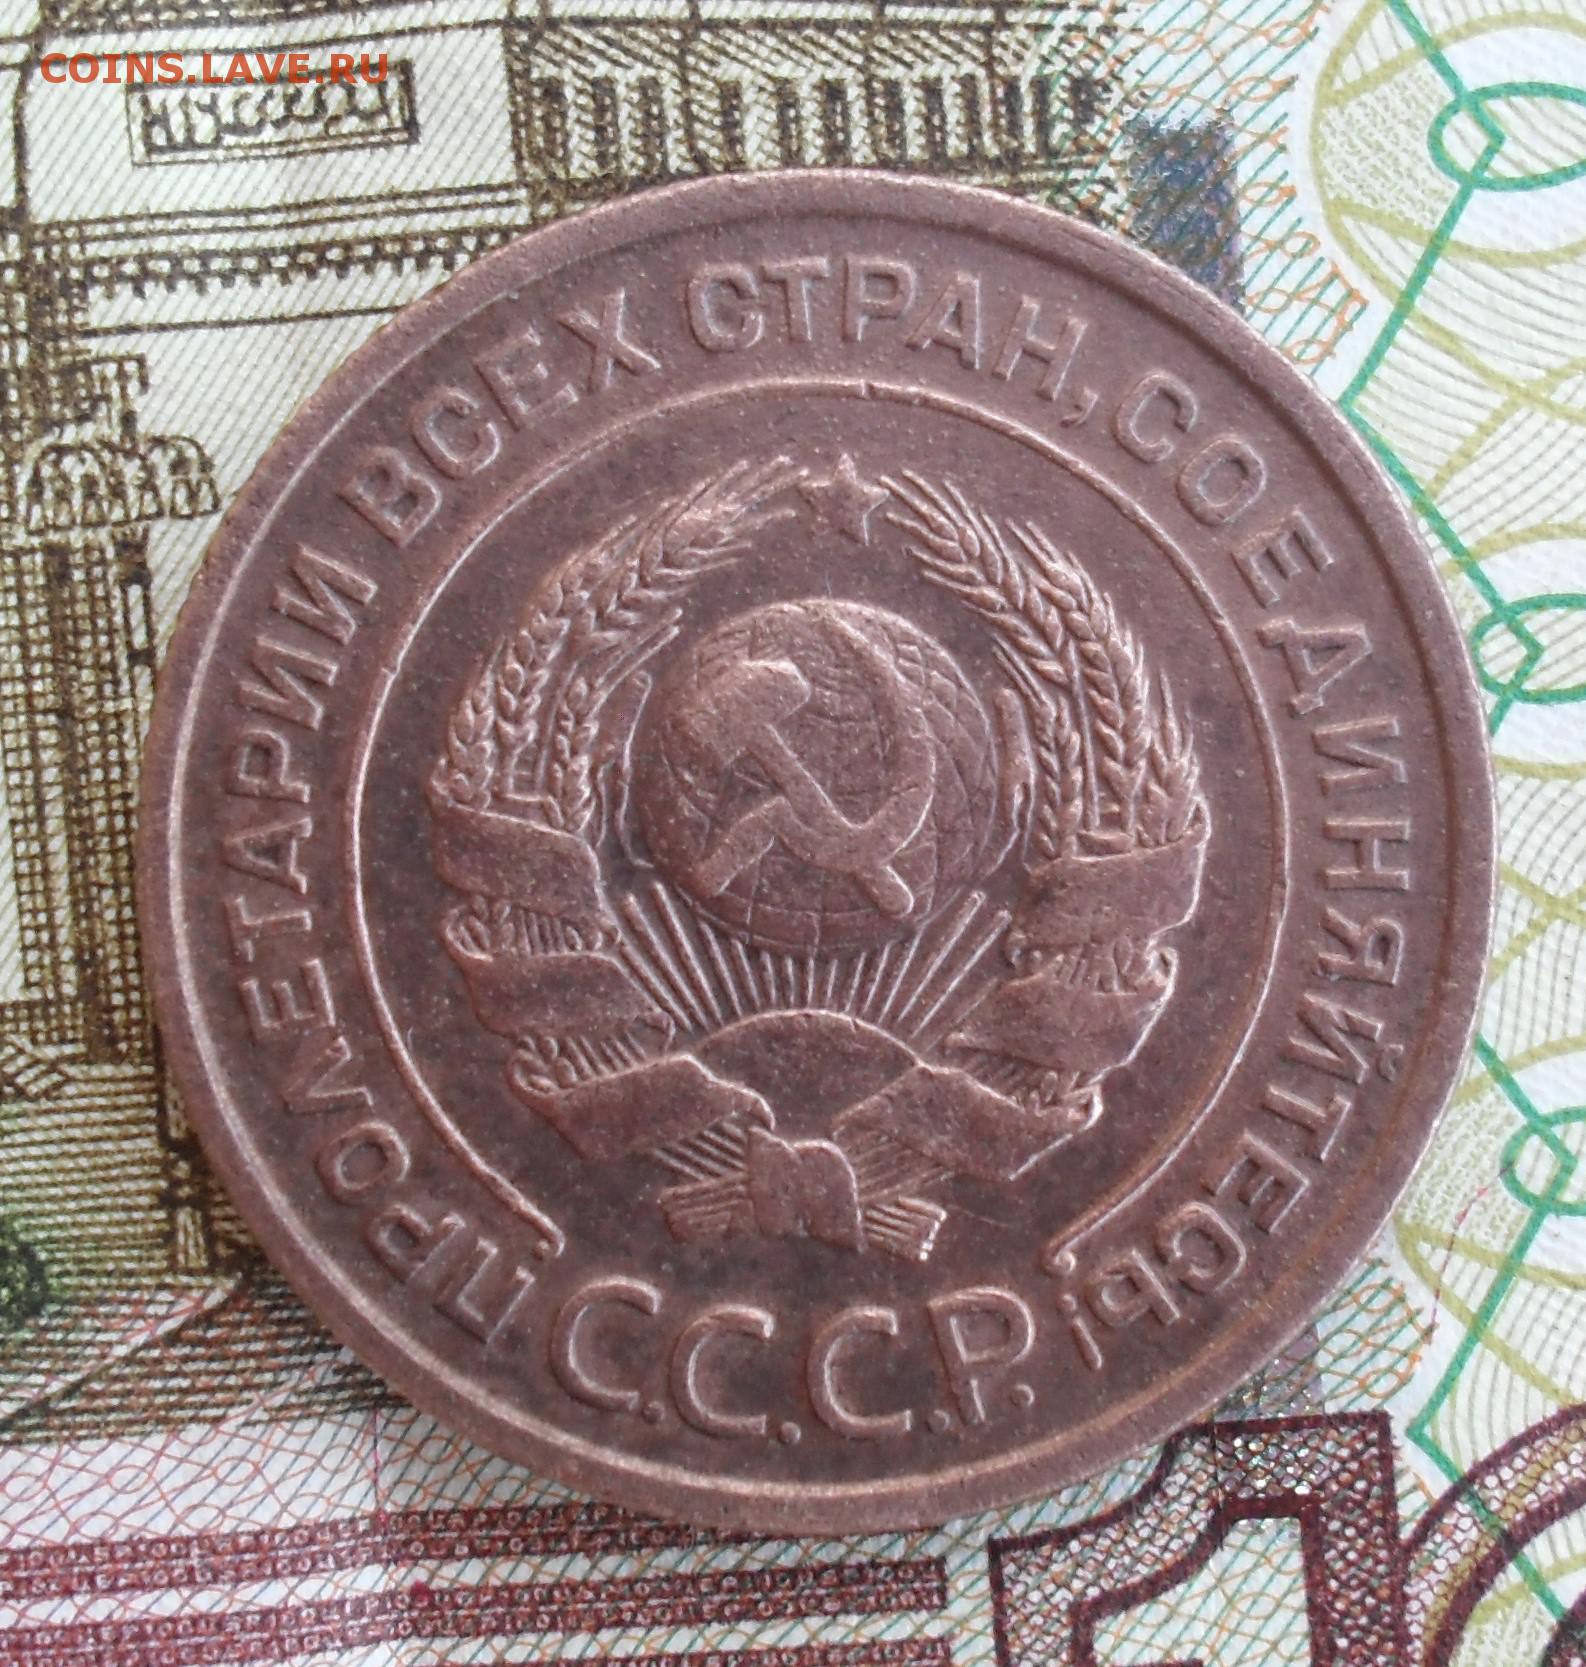 COINS.LAVE.RU
ПРОЛЕТАРИИ ВСЕХ СТРАН, СОЕДИНЯЙТЕСЬ!
С.С.С.Р.